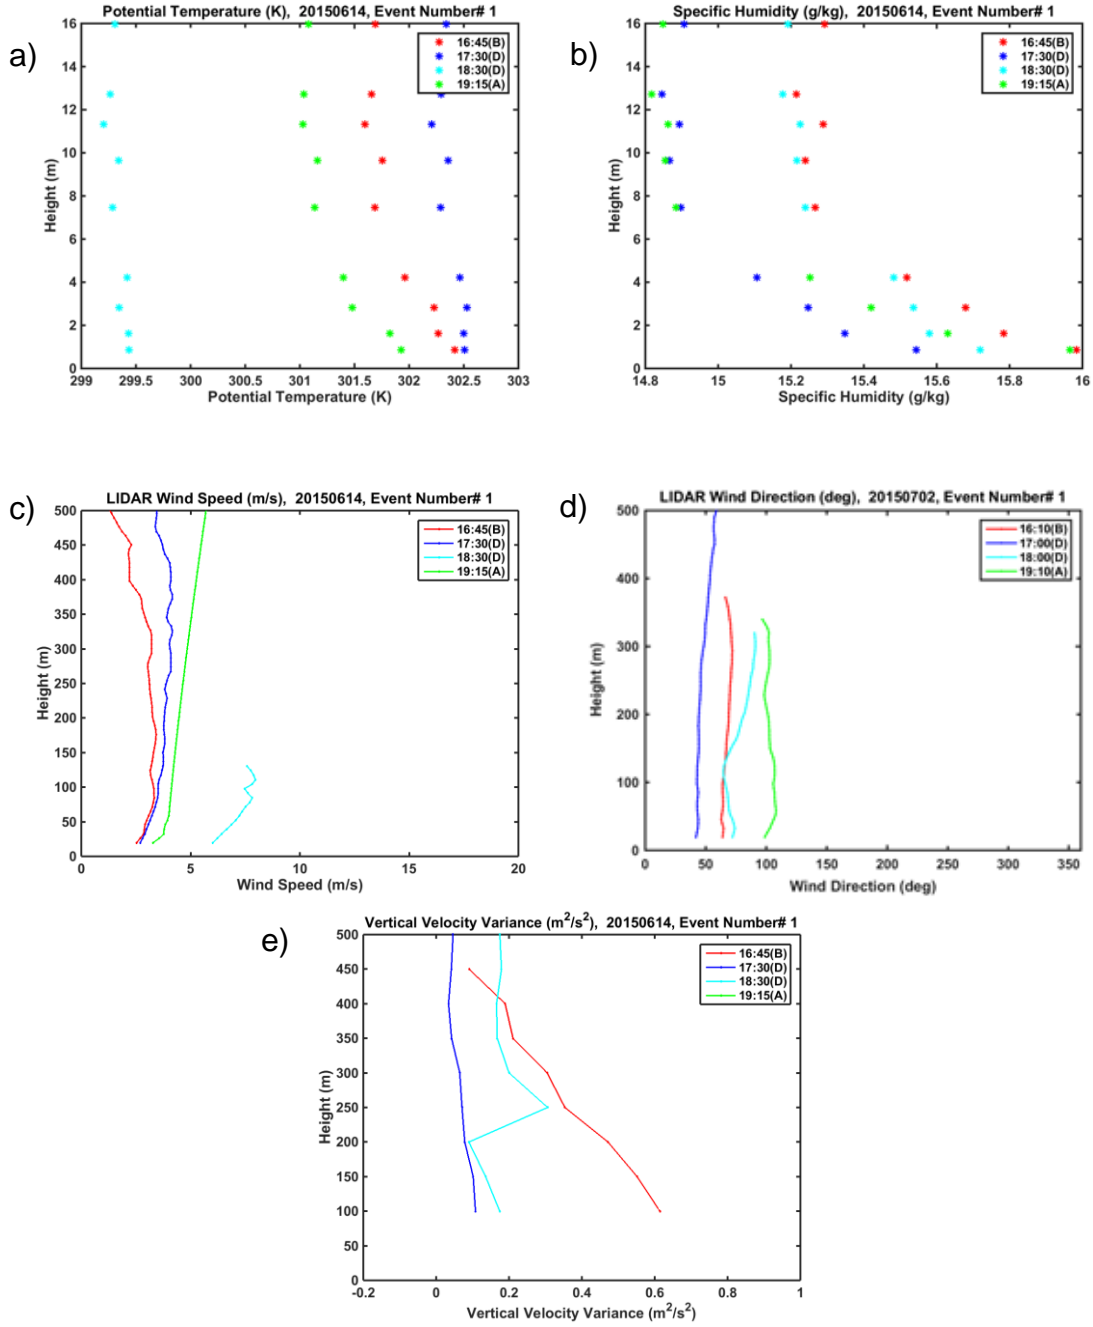 a)
Potential Temperature (K), 20150614, Event Number# 1
16:45(B)
17:30(D)
18:30(D)
19:15(A)
16
14
12
10
8
6
4
2
0
Height (m)
299 299.5 300 300.5 301 301.5 302 302.5 303
Potential Temperature (K)
b)
Specific Humidity (g/kg), 20150614, Event Number# 1
16:45(B)
17:30(D)
18:30(D)
19:15(A)
16
14
12
10
8
6
4
2
0
Height (m)
14.8 15 15.2 15.4 15.6 15.8 16
Specific Humidity (g/kg)
c)
LIDAR Wind Speed (m/s), 20150614, Event Number# 1
16:45(B)
17:30(D)
18:30(D)
19:15(A)
500
450
400
350
300
250
200
150
100
50
0
Height (m)
0 5 10 15 20
Wind Speed (m/s)
d)
LIDAR Wind Direction (deg), 20150702, Event Number# 1
16:10(B)
17:00(D)
18:00(D)
19:10(A)
500
400
300
200
100
0
Height (m)
0 50 100 150 200 250 300 350
Wind Direction (deg)
e)
Vertical Velocity Variance (m²/s²), 20150614, Event Number# 1
16:45(B)
17:30(D)
18:30(D)
19:15(A)
500
450
400
350
300
250
200
150
100
50
0
Height (m)
-0.2 0 0.2 0.4 0.6 0.8 1
Vertical Velocity Variance (m²/s²)